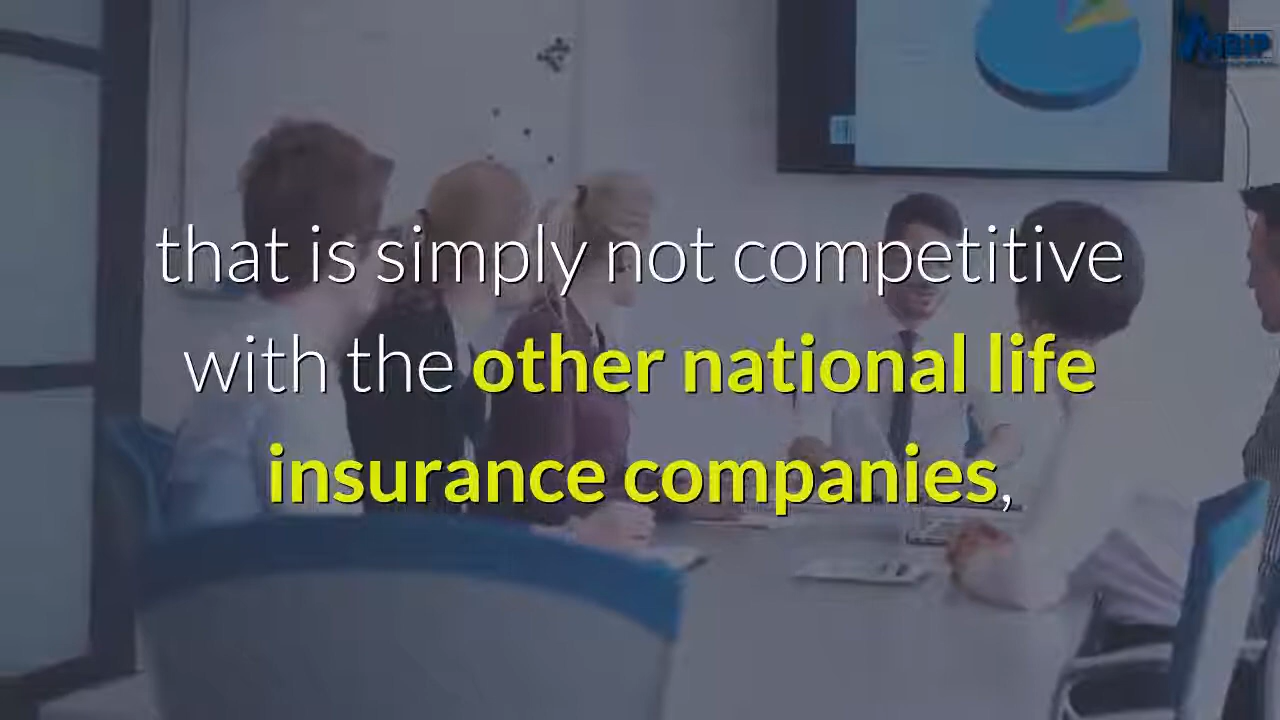 that is simply not competitive
with the other national life
insurance companies,